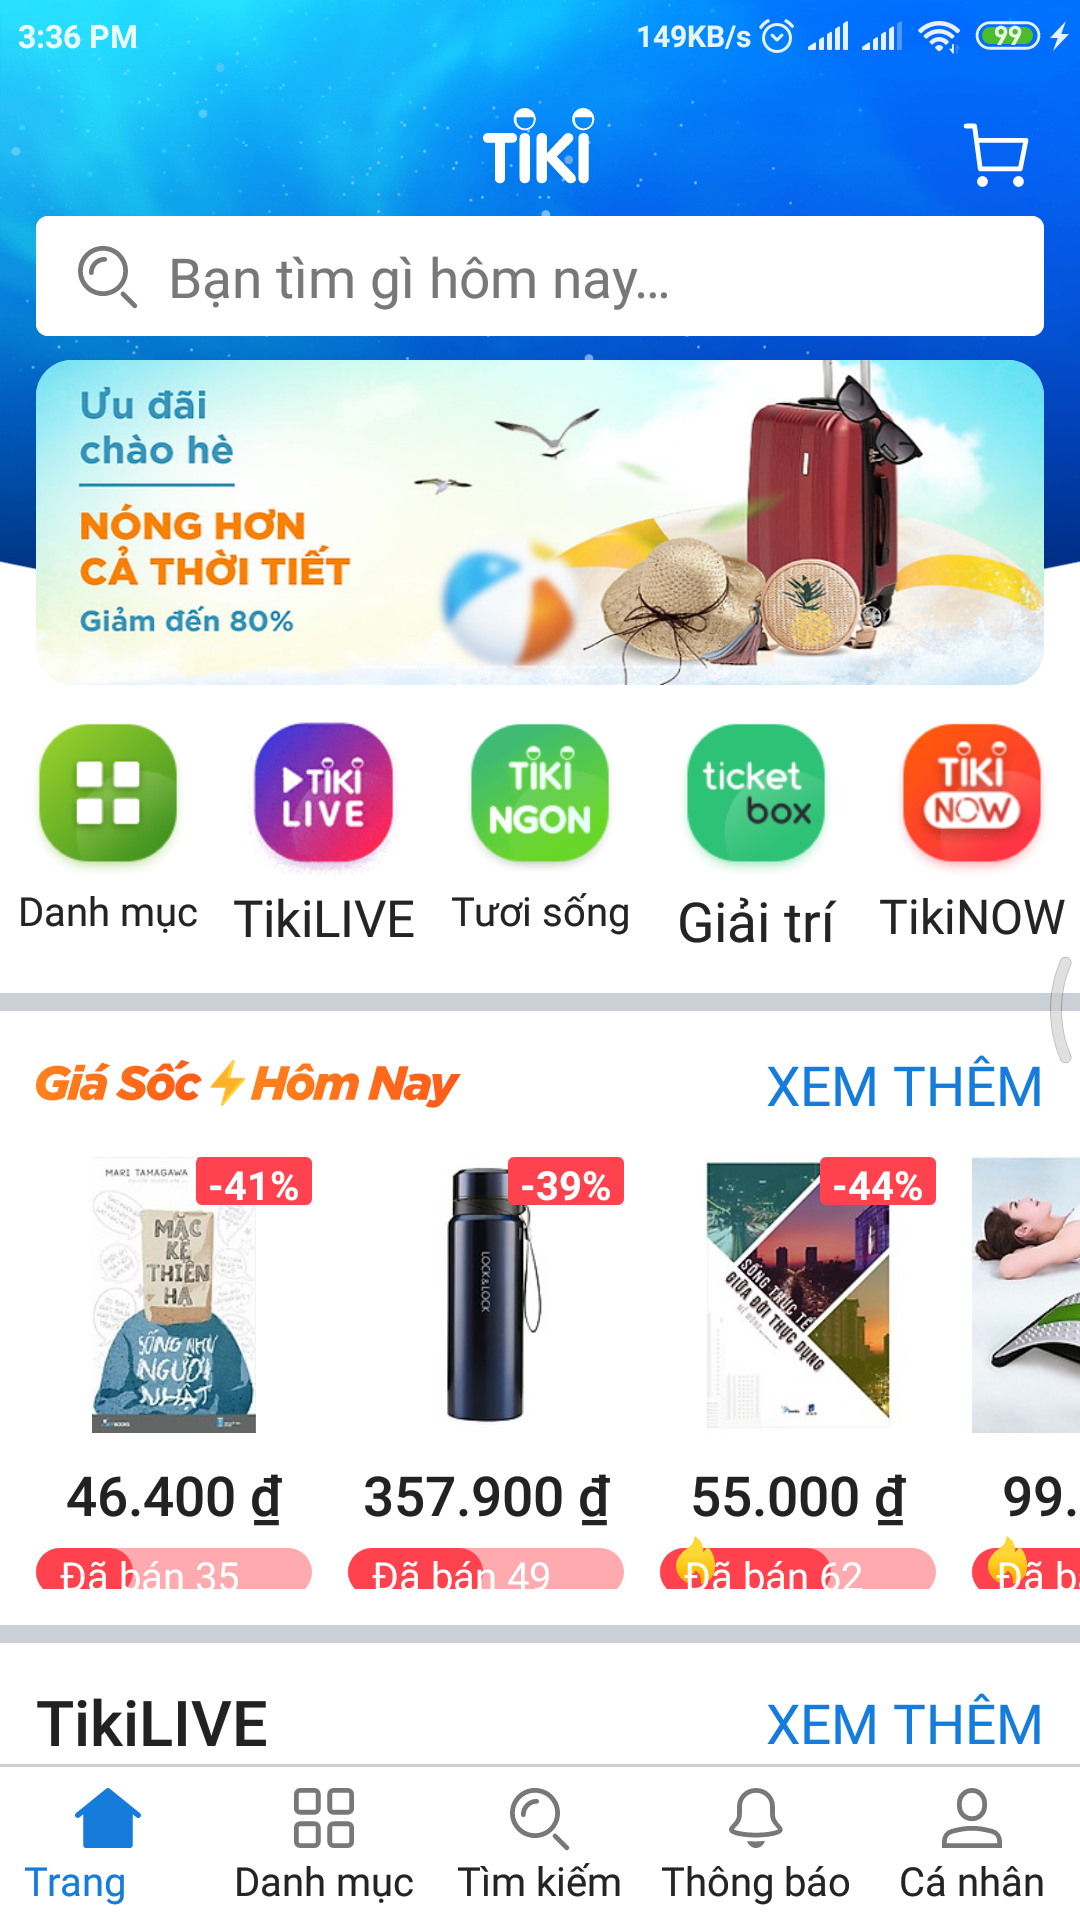 3:36 PM
149KB/s
99
TIKI
Bạn tìm gì hôm nay...
Ưu đãi
chào hè
NÓNG HƠN
CẢ THỜI TIẾT
Giảm đến 80%
TIKI
LIVE
TIKI
NGON
ticket
box
TIKI
NOW
Danh mục
TikiLIVE
Tươi sống
Giải trí
TikiNOW
Giá Sốc Hôm Nay
XEM THÊM
MARI TAMAGAWA
MẶC
KỆ
THIÊN
HẠ
SỐNG NHƯ
NGƯỜI
NHẬT
-41%
LOCK&LOCK
-39%
SỐNG THỰC TẾ
GIỮA ĐỜI THỰC DỤNG
-44%
46.400 ₫
357.900 ₫
55.000 ₫
99.
Đã bán 35
Đã bán 49
Đã bán 62
Đã b
TikiLIVE
XEM THÊM
Trang
Danh mục
Tìm kiếm
Thông báo
Cá nhân